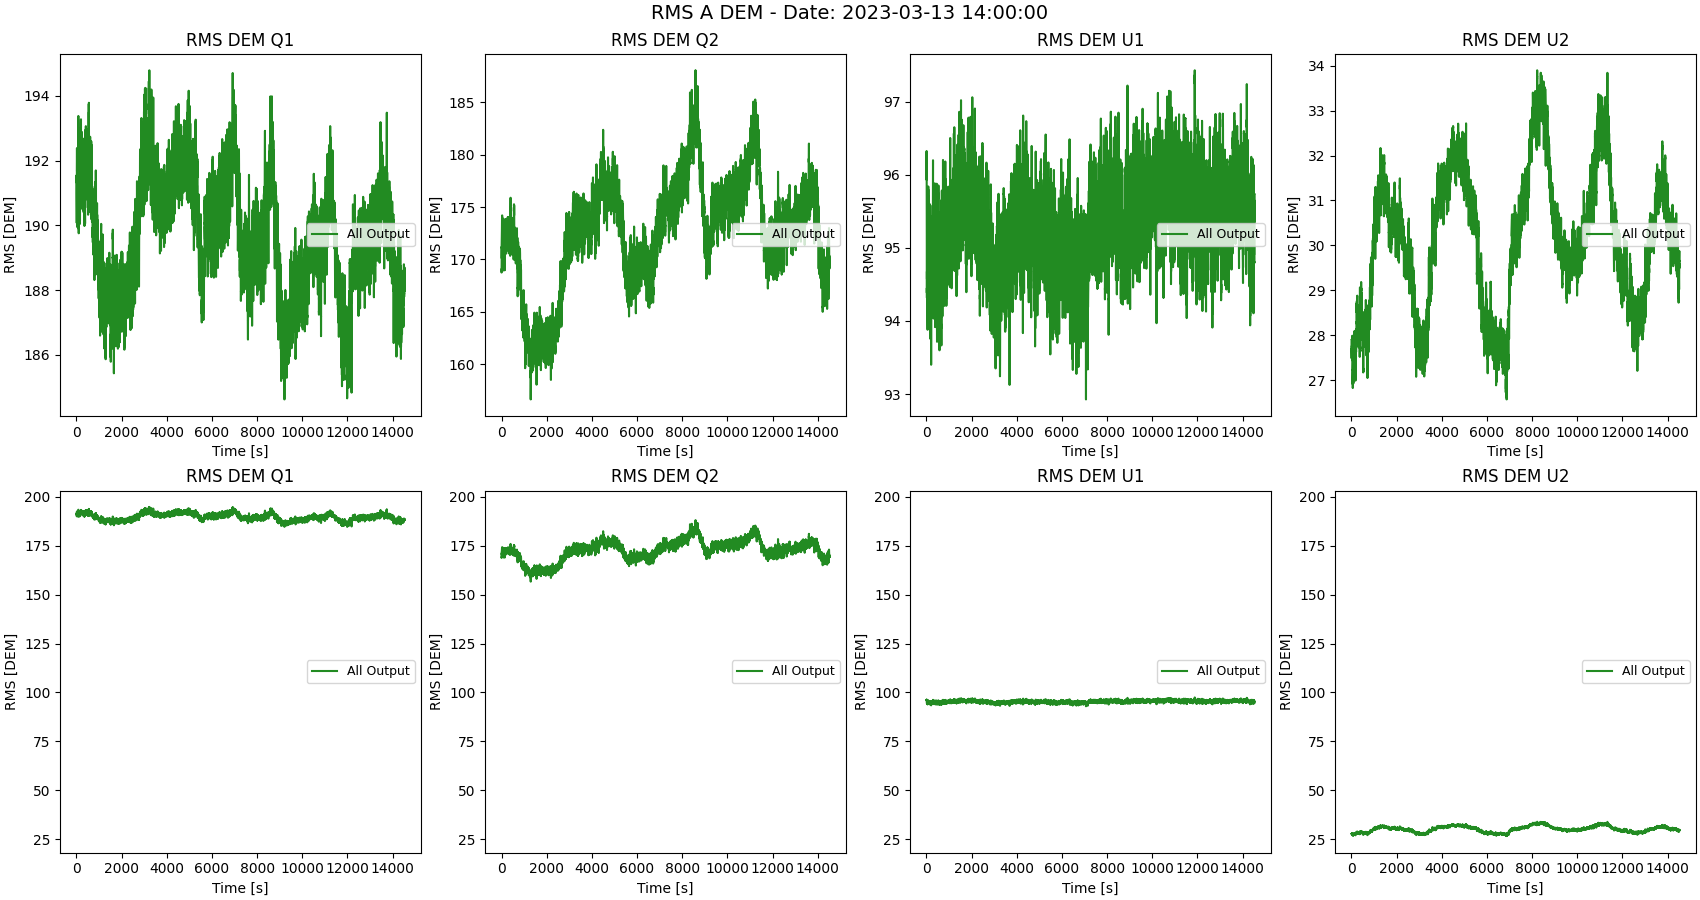 RMS A DEM - Date: 2023-03-13 14:00:00
RMS DEM Q1
RMS [DEM]
194
192
190
188
186
All Output
0 2000 4000 6000 8000 10000 12000 14000
Time [s]
RMS DEM Q2
RMS [DEM]
185
180
175
170
165
160
All Output
0 2000 4000 6000 8000 10000 12000 14000
Time [s]
RMS DEM U1
RMS [DEM]
97
96
95
94
93
All Output
0 2000 4000 6000 8000 10000 12000 14000
Time [s]
RMS DEM U2
RMS [DEM]
34
33
32
31
30
29
28
27
All Output
0 2000 4000 6000 8000 10000 12000 14000
Time [s]
RMS DEM Q1
RMS [DEM]
200
175
150
125
100
75
50
25
All Output
0 2000 4000 6000 8000 10000 12000 14000
Time [s]
RMS DEM Q2
RMS [DEM]
200
175
150
125
100
75
50
25
All Output
0 2000 4000 6000 8000 10000 12000 14000
Time [s]
RMS DEM U1
RMS [DEM]
200
175
150
125
100
75
50
25
All Output
0 2000 4000 6000 8000 10000 12000 14000
Time [s]
RMS DEM U2
RMS [DEM]
200
175
150
125
100
75
50
25
All Output
0 2000 4000 6000 8000 10000 12000 14000
Time [s]